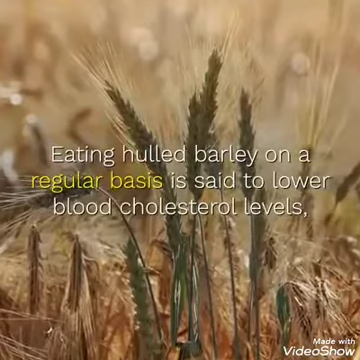 Eating hulled barley on a
regular basis is said to lower
blood cholesterol levels,
Made with
VideoShow